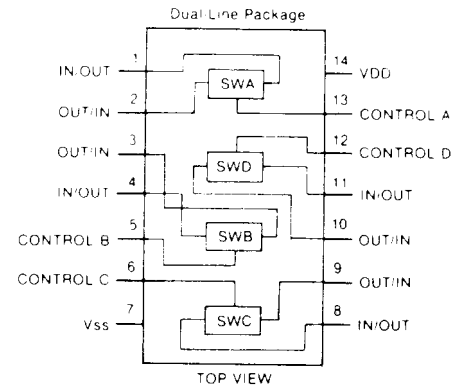 Dual-Line Package
1
IN/OUT
2
OUT/IN
3
OUT/IN
4
IN/OUT
5
CONTROL B
6
CONTROL C
7
Vss
SWA
SWD
SWB
SWC
14
VDD
13
CONTROL A
12
CONTROL D
11
IN/OUT
10
OUT/IN
9
OUT/IN
8
IN/OUT
TOP VIEW